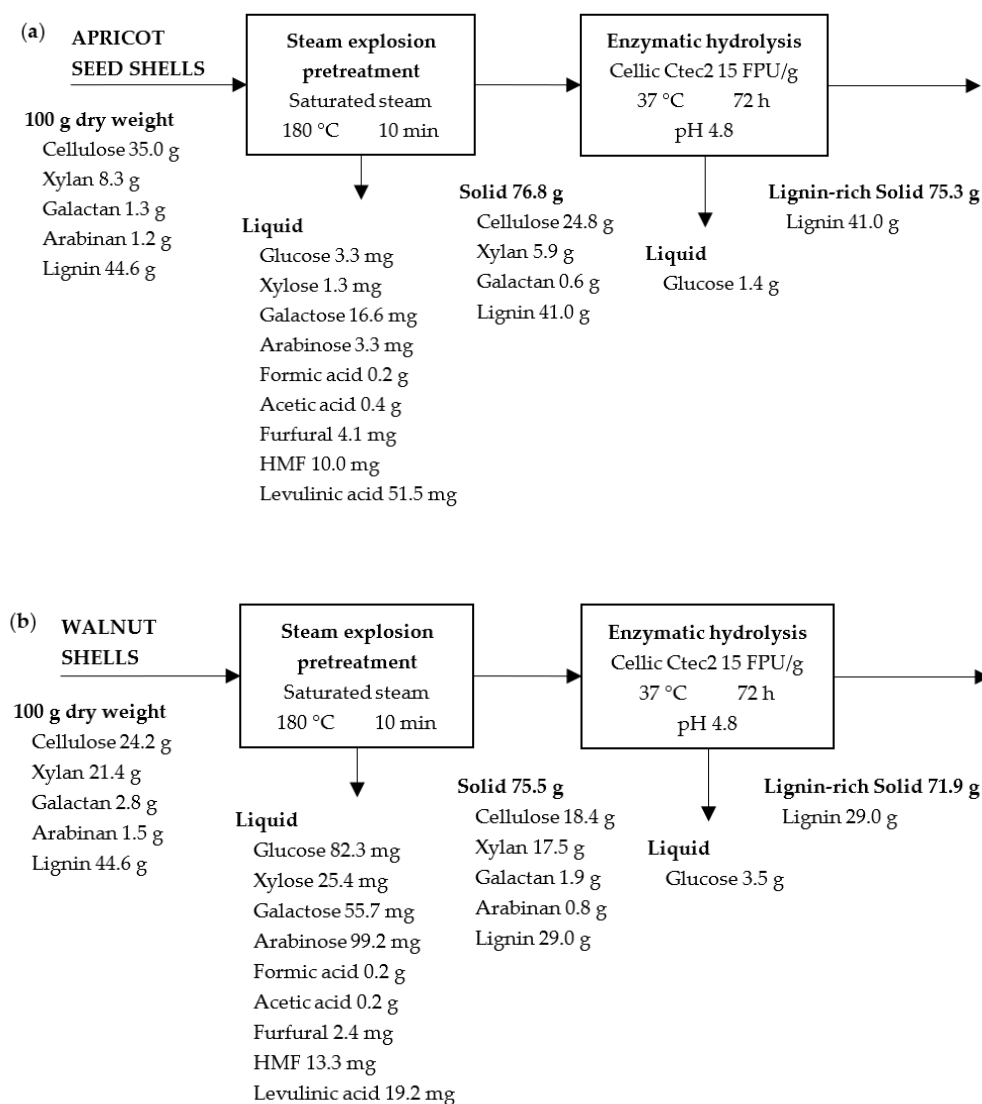 (a) APRICOT
SEED SHELLS
100 g dry weight
Cellulose 35.0 g
Xylan 8.3 g
Galactan 1.3 g
Arabinan 1.2 g
Lignin 44.6 g
Steam explosion
pretreatment
Saturated steam
180 °C 10 min
Liquid
Glucose 3.3 mg
Xylose 1.3 mg
Galactose 16.6 mg
Arabinose 3.3 mg
Formic acid 0.2 g
Acetic acid 0.4 g
Furfural 4.1 mg
HMF 10.0 mg
Levulinic acid 51.5 mg
Solid 76.8 g
Cellulose 24.8 g
Xylan 5.9 g
Galactan 0.6 g
Lignin 41.0 g
Enzymatic hydrolysis
Cellic Ctec2 15 FPU/g
37 °C 72 h
pH 4.8
Liquid
Glucose 1.4 g
Lignin-rich Solid 75.3 g
Lignin 41.0 g
(b) WALNUT
SHELLS
100 g dry weight
Cellulose 24.2 g
Xylan 21.4 g
Galactan 2.8 g
Arabinan 1.5 g
Lignin 44.6 g
Steam explosion
pretreatment
Saturated steam
180 °C 10 min
Liquid
Glucose 82.3 mg
Xylose 25.4 mg
Galactose 55.7 mg
Arabinose 99.2 mg
Formic acid 0.2 g
Acetic acid 0.2 g
Furfural 2.4 mg
HMF 13.3 mg
Levulinic acid 19.2 mg
Solid 75.5 g
Cellulose 18.4 g
Xylan 17.5 g
Galactan 1.9 g
Arabinan 0.8 g
Lignin 29.0 g
Enzymatic hydrolysis
Cellic Ctec2 15 FPU/g
37 °C 72 h
pH 4.8
Liquid
Glucose 3.5 g
Lignin-rich Solid 71.9 g
Lignin 29.0 g